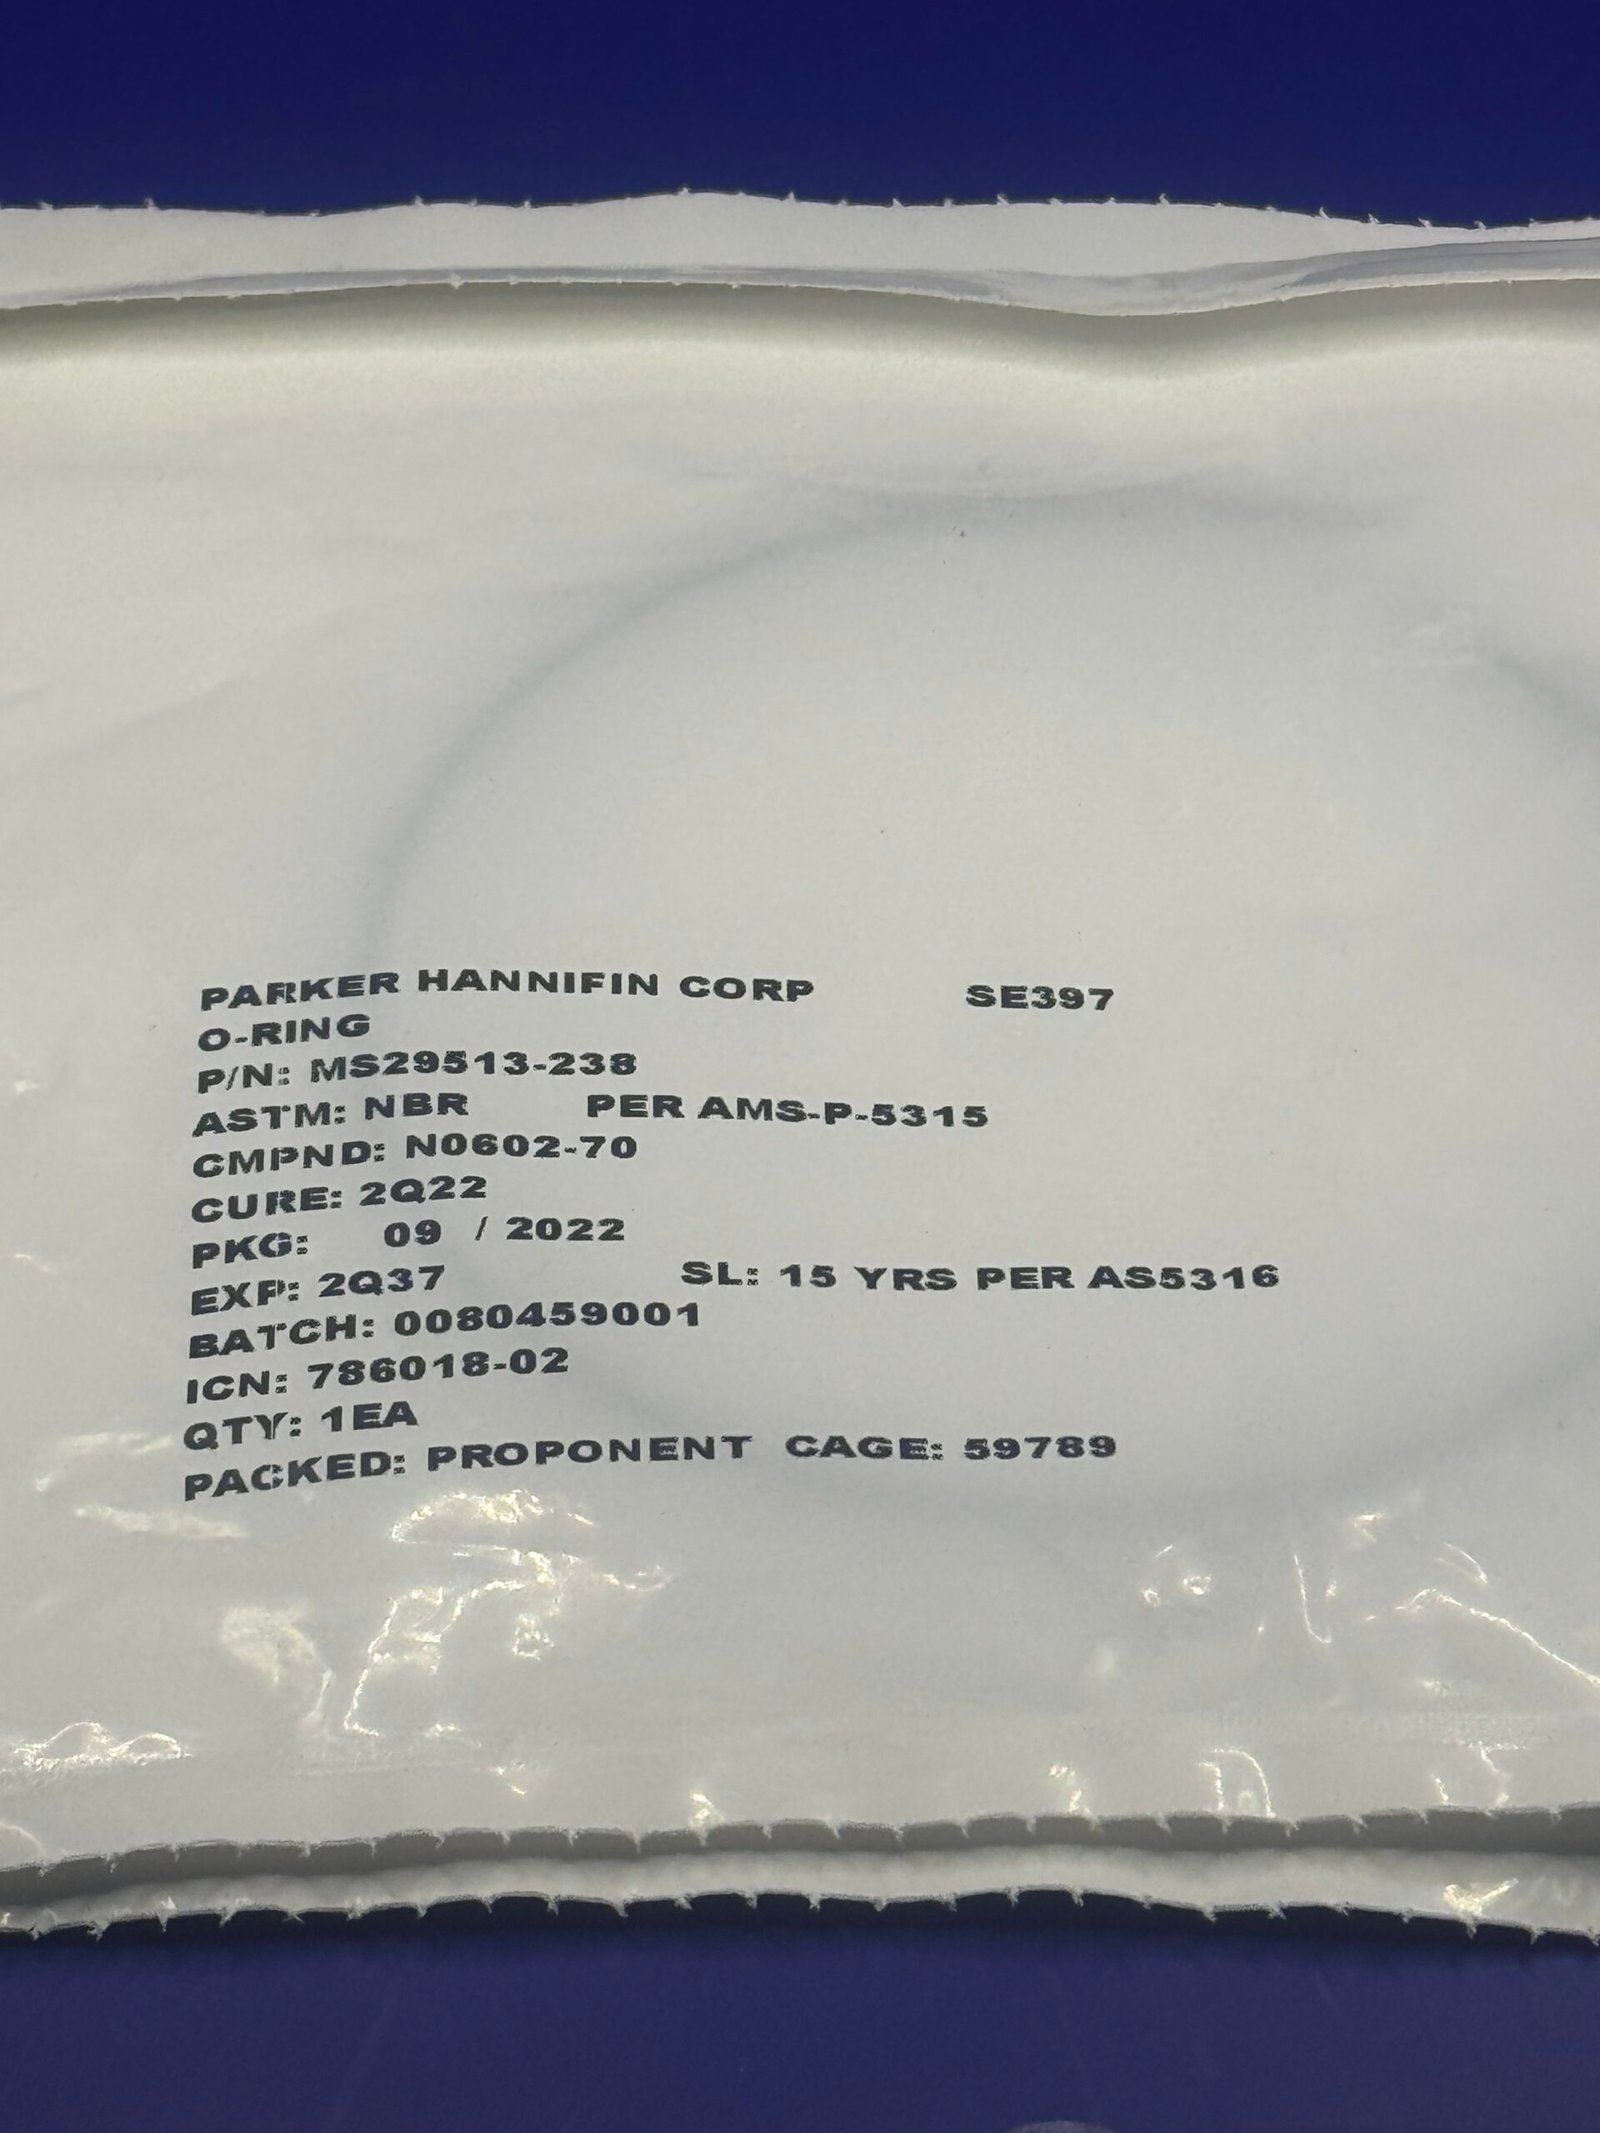 PARKER HANNIFIN CORP SE397
O-RING
P/N: MS29513-238
ASTM: NBR PER AMS-P-5315
CMPND: N0602-70
CURE: 2Q22
PKG: 09 / 2022
EXP: 2Q37 SL: 15 YRS PER AS5316
BATCH: 0080459001
ICN: 786018-02
QTY: 1EA
PACKED: PROPONENT CAGE: 59789